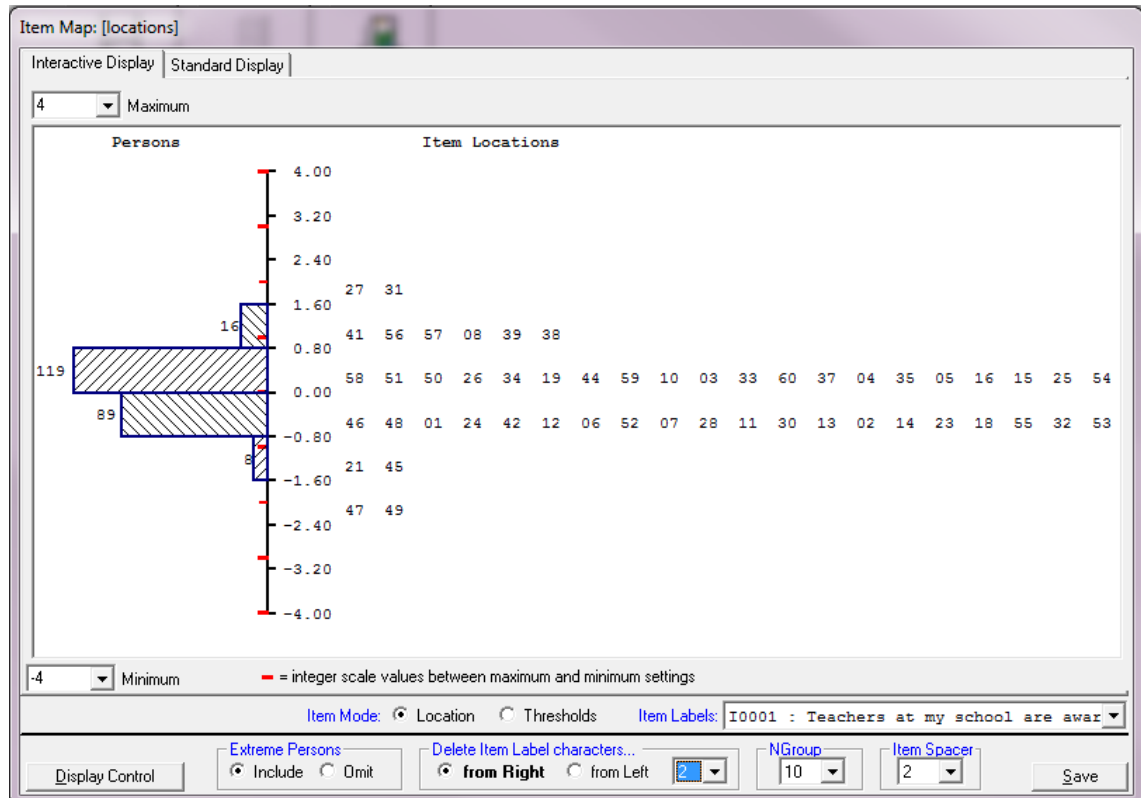 Item Map: [locations]
Interactive Display Standard Display
4 Maximum
Persons Item Locations
4.00
3.20
2.40
27 31
1.60
16 41 56 57 08 39 38
0.80
119 58 51 50 26 34 19 44 59 10 03 33 60 37 04 35 05 16 15 25 54
0.00
89 46 48 01 24 42 12 06 52 07 28 11 30 13 02 14 23 18 55 32 53
-0.80
8 21 45
-1.60
47 49
-2.40
-3.20
-4.00
-4 Minimum = integer scale values between maximum and minimum settings
Item Mode: Location Thresholds Item Labels: I0001 : Teachers at my school are awar
Extreme Persons Delete Item Label characters... NGroup Item Spacer
Display Control Include Omit from Right from Left 2 10 2 Save